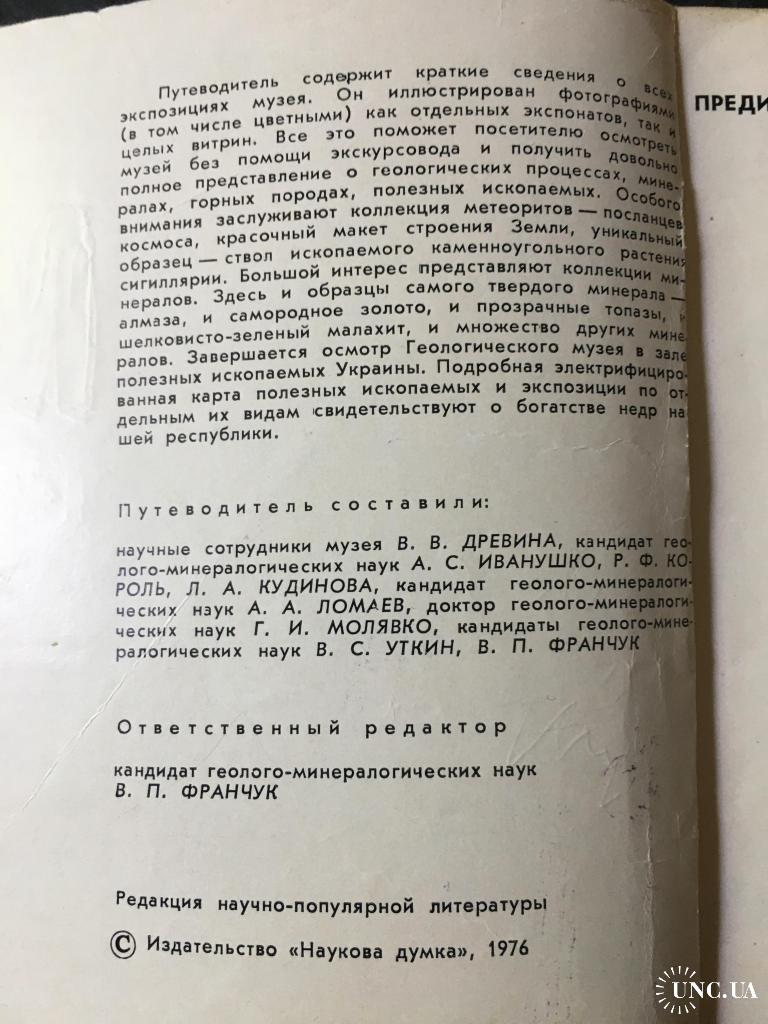 Путеводитель содержит краткие сведения о всех
экспозициях музея. Он иллюстрирован фотографиями
(в том числе цветными) как отдельных экспонатов, так и
целых витрин. Все это поможет посетителю осмотреть
музей без помощи экскурсовода и получить довольно
полное представление о геологических процессах, мине-
ралах, горных породах, полезных ископаемых. Особого
внимания заслуживают коллекция метеоритов — посланцев
космоса, красочный макет строения Земли, уникальный
образец — ствол ископаемого каменноугольного растения
сигиллярии. Большой интерес представляют коллекции ми-
нералов. Здесь и образцы самого твердого минерала —
алмаза, и самородное золото, и прозрачные топазы, и
шелковисто-зеленый малахит, и множество других мине
ралов. Завершается осмотр Геологического музея в зале
полезных ископаемых Украины. Подробная электрифициро-
ванная карта полезных ископаемых и экспозиции по от
дельным их видам свидетельствуют о богатстве недр на
шей республики.
Путеводитель составили:
научные сотрудники музея В. В. ДРЕВИНА, кандидат гео-
лого-минералогических наук А. С. ИВАНУШКО, Р. Ф. КО-
РОЛЬ, Л. А. КУДИНОВА, кандидат геолого-минералоги-
ческих наук А. А. ЛОМАЕВ, доктор геолого-минералоги-
ческих наук Г. И. МОЛЯВКО, кандидаты геолого-мине-
ралогических наук В. С. УТКИН, В. П. ФРАНЧУК
Ответственный редактор
кандидат геолого-минералогических наук
В. П. ФРАНЧУК
Редакция научно-популярной литературы
© Издательство «Наукова думка», 1976
ПРЕДИ
UNC.UA